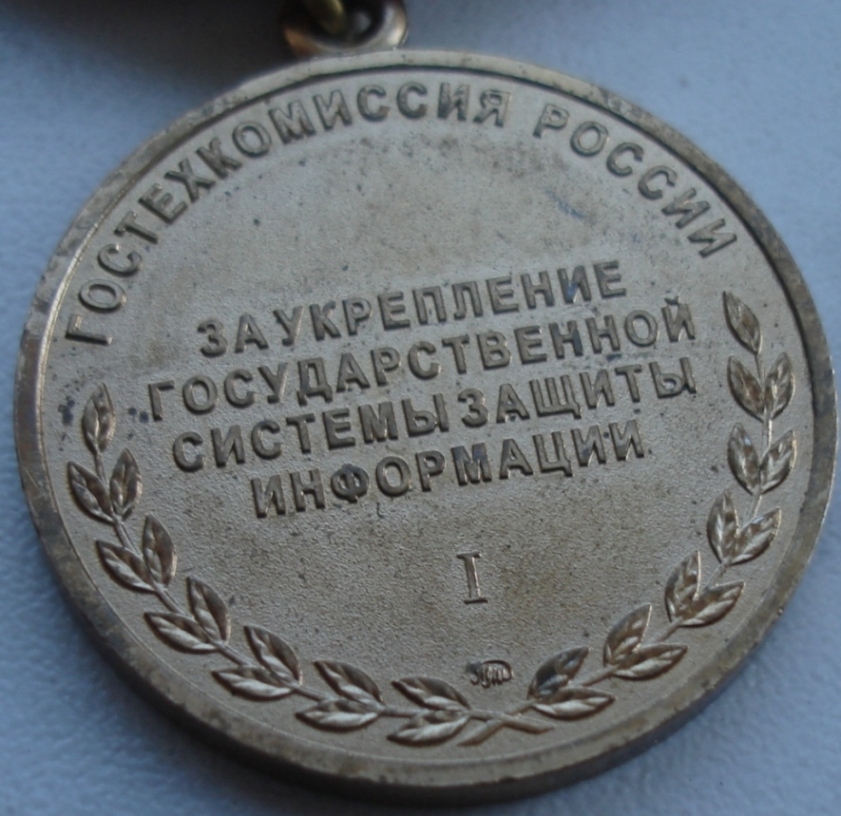 ГОСТЕХКОМИССИЯ РОССИИ
ЗА УКРЕПЛЕНИЕ
ГОСУДАРСТВЕННОЙ
СИСТЕМЫ ЗАЩИТЫ
ИНФОРМАЦИИ
I